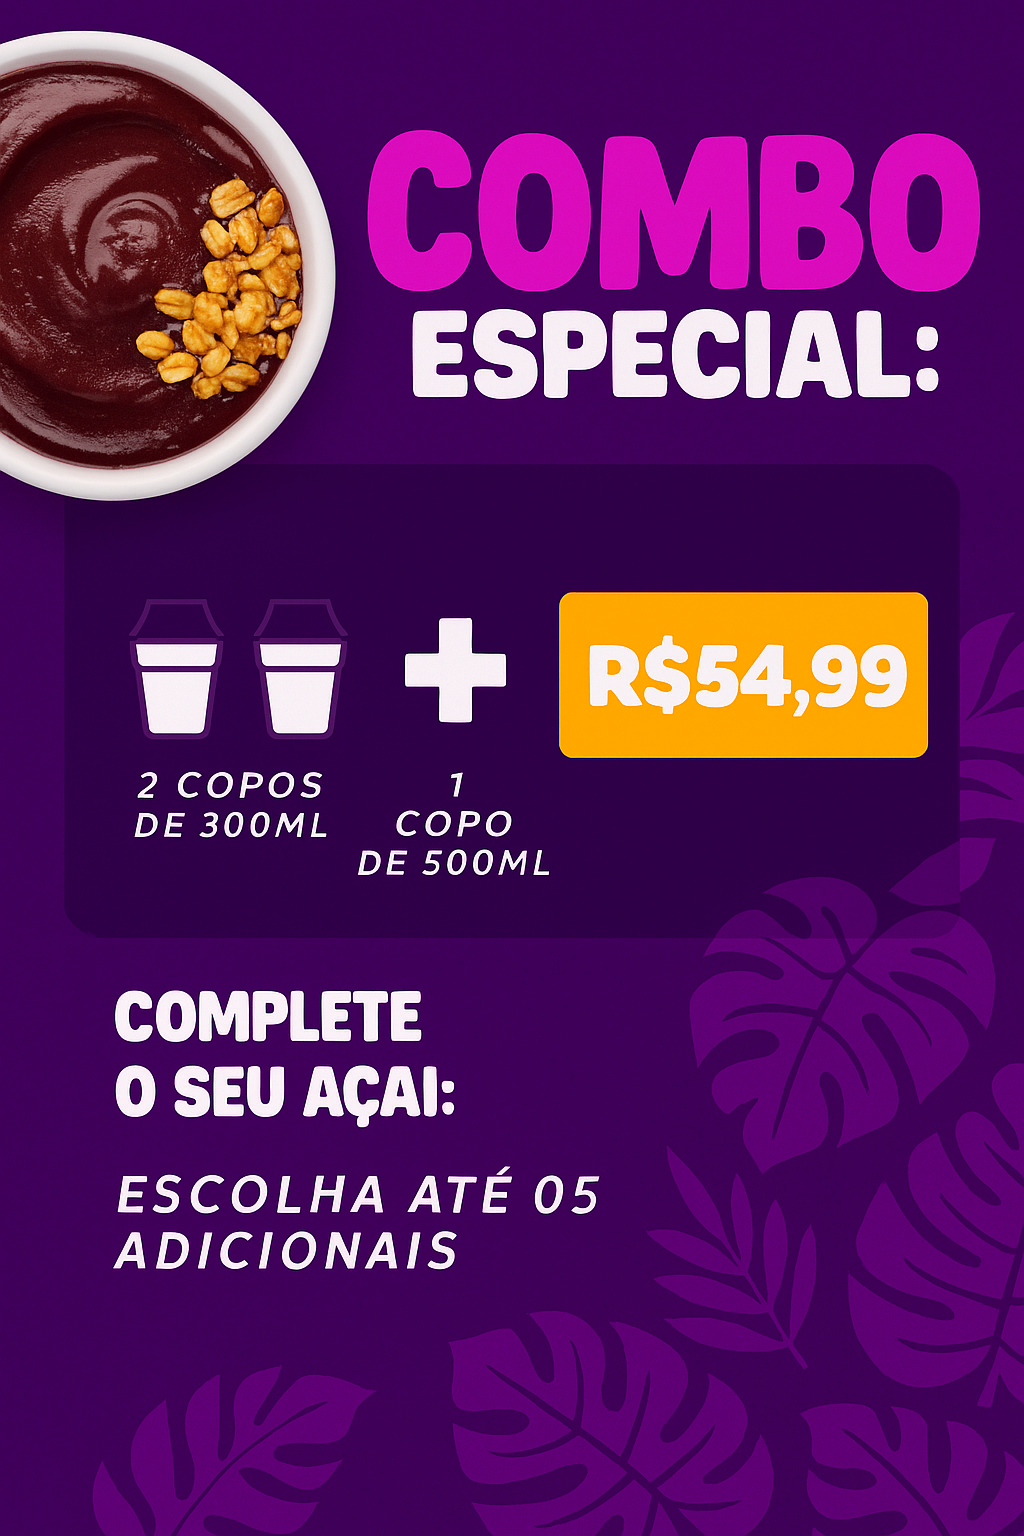 COMBO
ESPECIAL:
R$54,99
2 COPOS
DE 300ML
1
COPO
DE 500ML
COMPLETE
O SEU AÇAI:
ESCOLHA ATÉ 05
ADICIONAIS